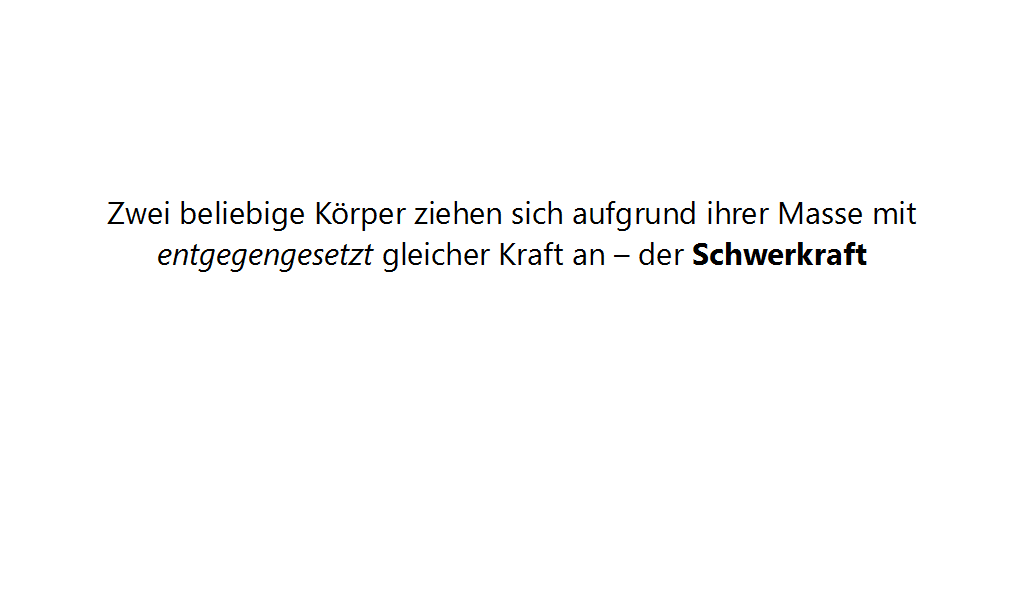 Zwei beliebige Körper ziehen sich aufgrund ihrer Masse mit
entgegengesetzt gleicher Kraft an – der Schwerkraft